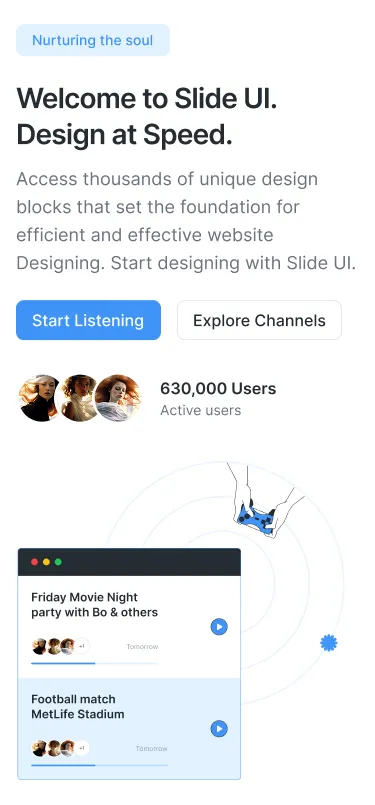 Nurturing the soul
Welcome to Slide UI.
Design at Speed.
Access thousands of unique design
blocks that set the foundation for
efficient and effective website
Designing. Start designing with Slide UI.
Start Listening
Explore Channels
630,000 Users
Active users
Friday Movie Night
party with Bo & others
+1
Tomorrow
Football match
MetLife Stadium
+1
Tomorrow